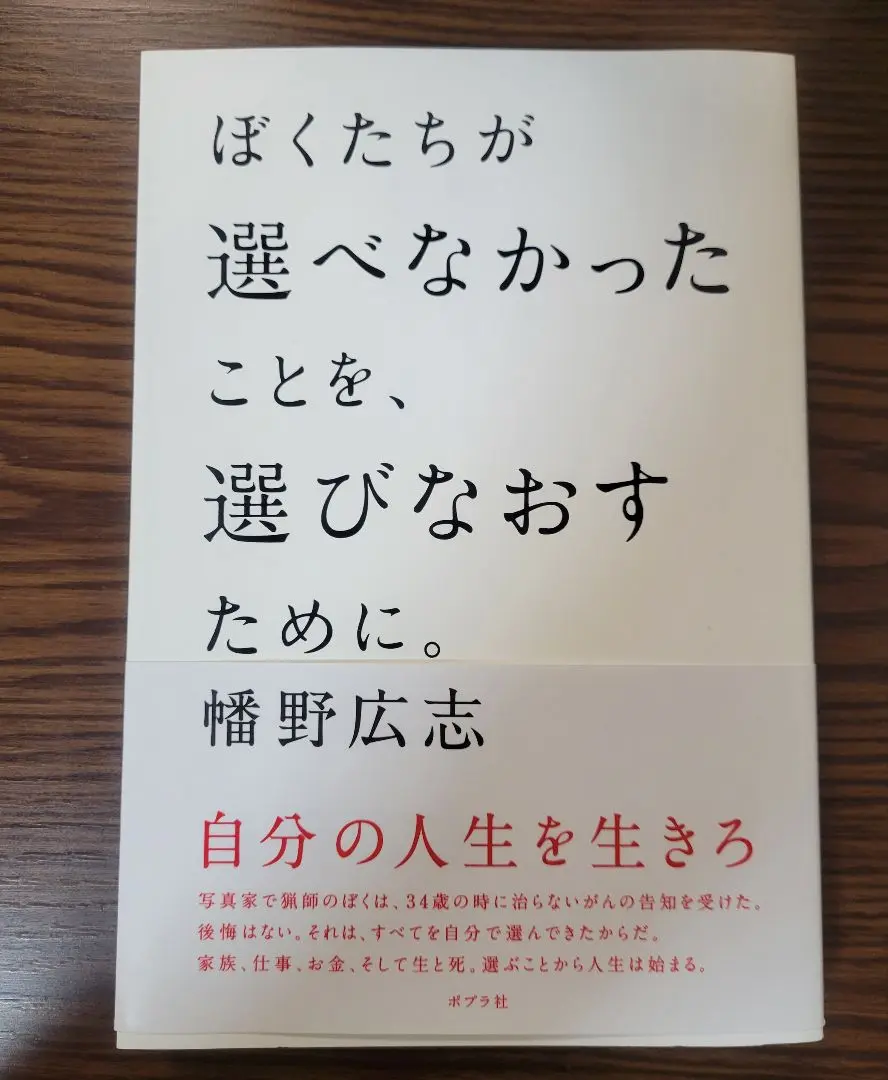 ぼくたちが
選べなかった
ことを、
選びなおす
ために。
幡野広志
自分の人生を生きろ
写真家で猟師のぼくは、34歳の時に治らないがんの告知を受けた。
後悔はない。それは、すべてを自分で選んできたからだ。
家族、仕事、お金、そして生と死。選ぶことから人生は始まる。
ポプラ社